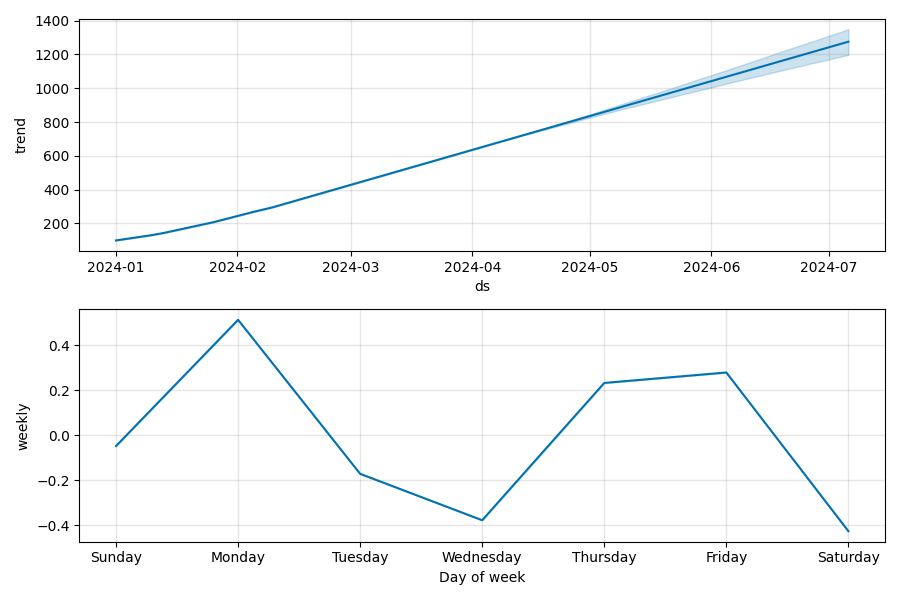 1400
1200
1000
800
600
400
200
trend
2024-01 2024-02 2024-03 2024-04 2024-05 2024-06 2024-07
ds
0.4
0.2
0.0
−0.2
−0.4
weekly
Sunday Monday Tuesday Wednesday Thursday Friday Saturday
Day of week